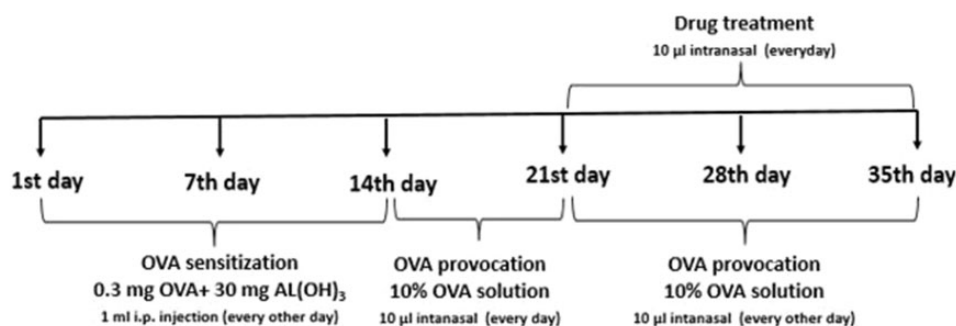 Drug treatment
10 µl intranasal (everyday)
1st day
7th day
14th day
21st day
28th day
35th day
OVA sensitization
0.3 mg OVA+ 30 mg AL(OH)₃
1 ml i.p. injection (every other day)
OVA provocation
10% OVA solution
10 µl intanasal (every day)
OVA provocation
10% OVA solution
10 µl intanasal (every other day)